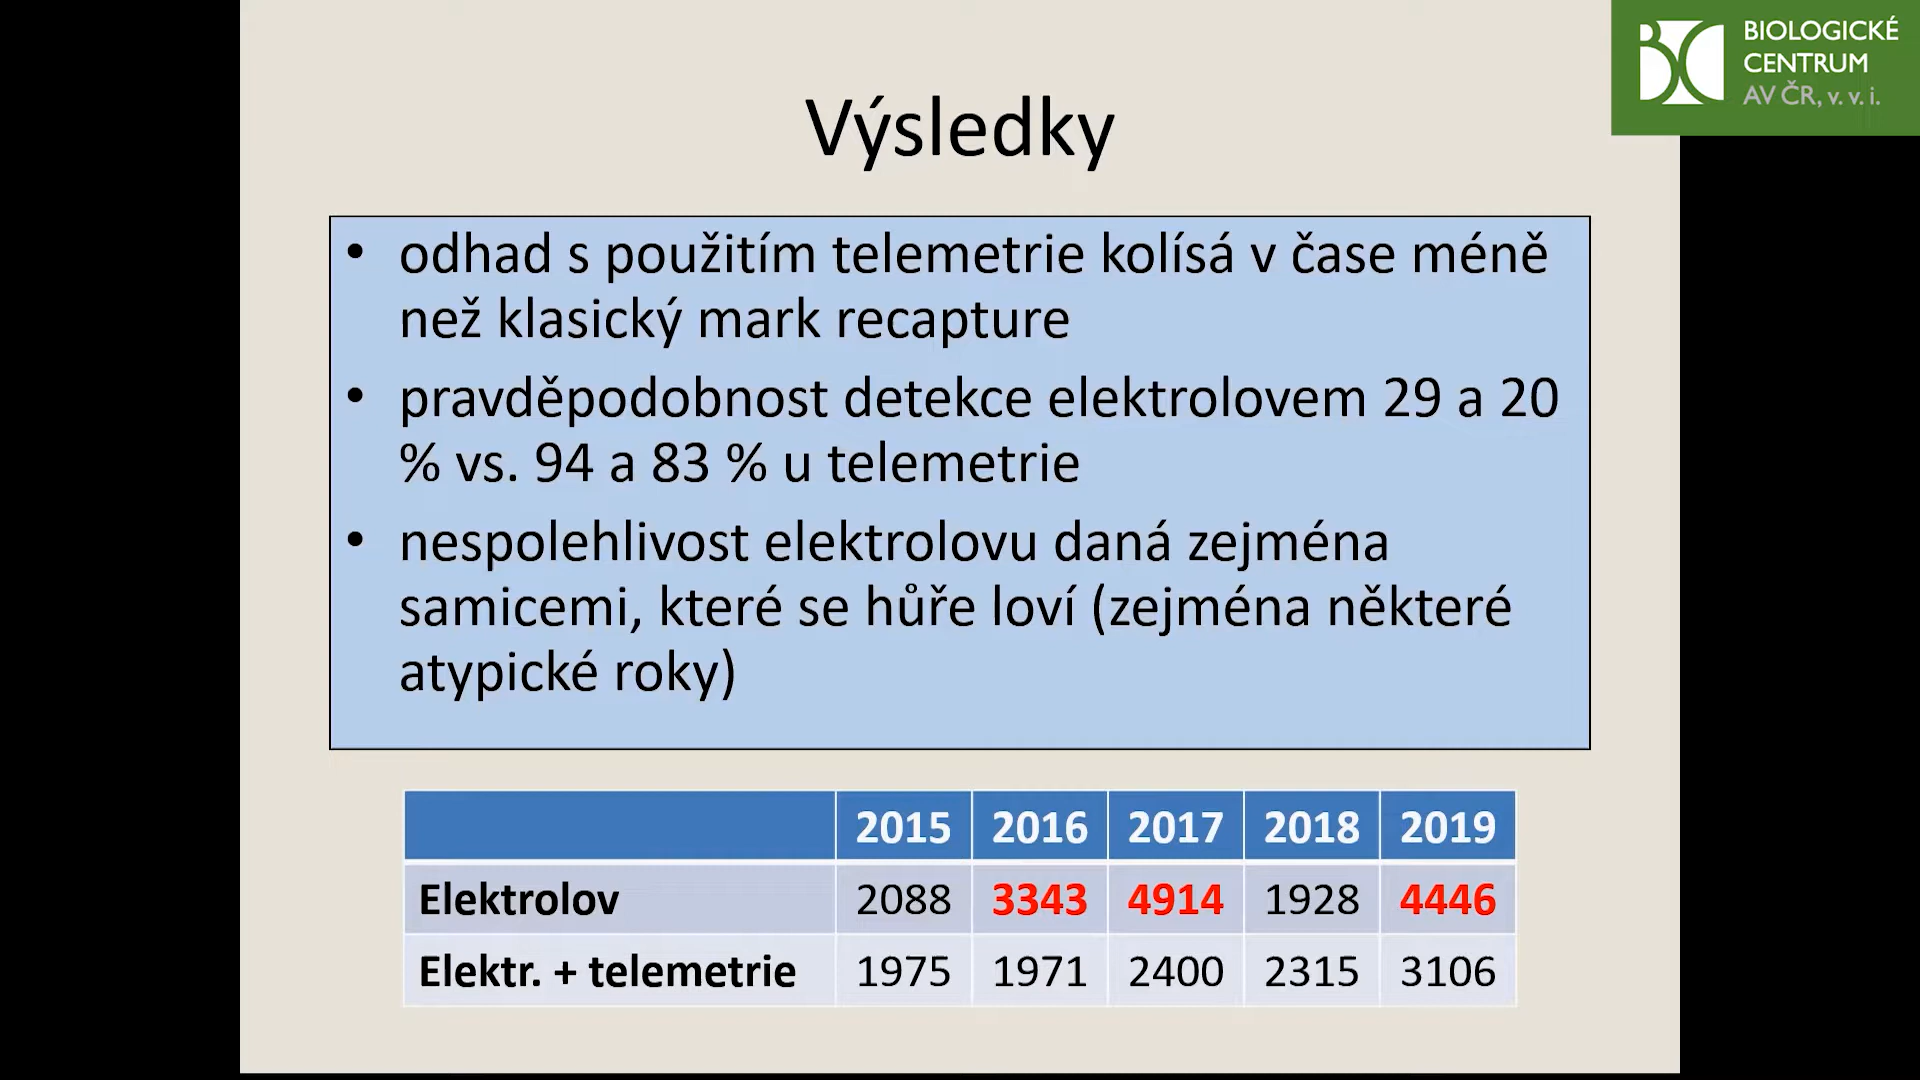 BIOLOGICKÉ
CENTRUM
AV ČR, v. v. i.
Výsledky
• odhad s použitím telemetrie kolísá v čase méně
než klasický mark recapture
• pravděpodobnost detekce elektrolovem 29 a 20
% vs. 94 a 83 % u telemetrie
• nespolehlivost elektrolovu daná zejména
samicemi, které se hůře loví (zejména některé
atypické roky)
2015 2016 2017 2018 2019
Elektrolov 2088 3343 4914 1928 4446
Elektr. + telemetrie 1975 1971 2400 2315 3106